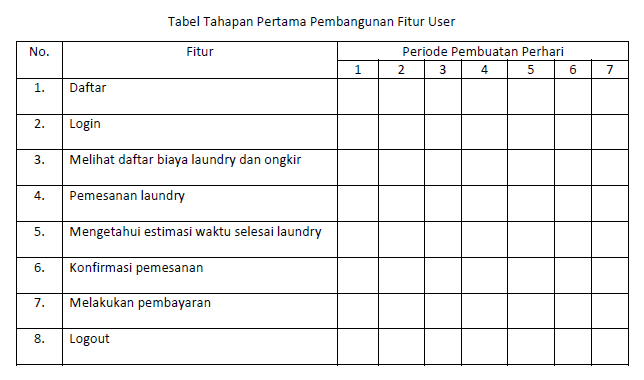 Tabel Tahapan Pertama Pembangunan Fitur User
No. Fitur Periode Pembuatan Perhari
1 2 3 4 5 6 7
1. Daftar
2. Login
3. Melihat daftar biaya laundry dan ongkir
4. Pemesanan laundry
5. Mengetahui estimasi waktu selesai laundry
6. Konfirmasi pemesanan
7. Melakukan pembayaran
8. Logout